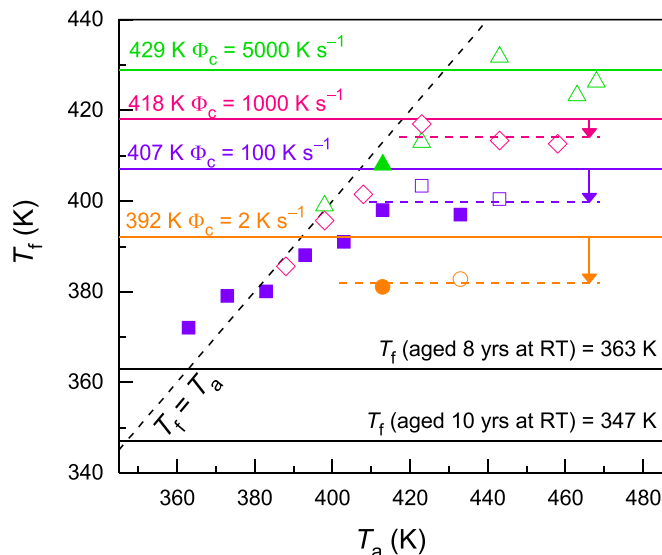 440
429 K Φc = 5000 K s⁻¹
418 K Φc = 1000 K s⁻¹
420
407 K Φc = 100 K s⁻¹
400
392 K Φc = 2 K s⁻¹
380
Tf (aged 8 yrs at RT) = 363 K
360
Tf = Ta
Tf (aged 10 yrs at RT) = 347 K
340
Tf (K)
360 380 400 420 440 460 480
Ta (K)